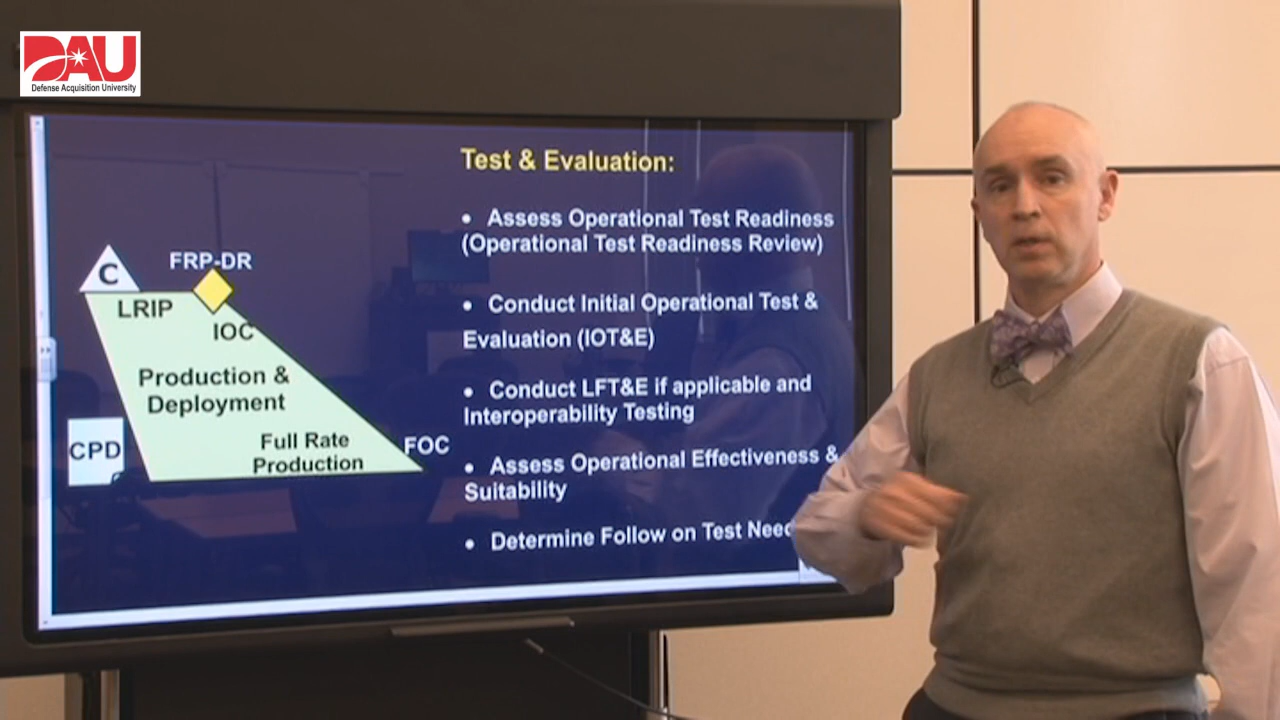 DAU
Defense Acquisition University
Test & Evaluation:
• Assess Operational Test Readiness
(Operational Test Readiness Review)
• Conduct Initial Operational Test &
Evaluation (IOT&E)
• Conduct LFT&E if applicable and
Interoperability Testing
• Assess Operational Effectiveness &
Suitability
• Determine Follow on Test
C
FRP-DR
LRIP
IOC
Production &
Deployment
CPD
Full Rate
Production
FOC